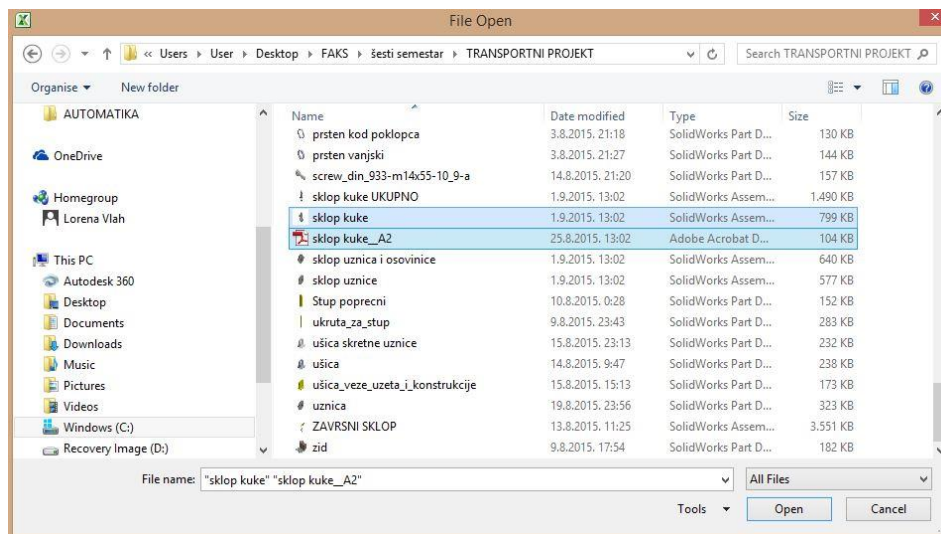 File Open
« Users › User › Desktop › FAKS › šesti semestar › TRANSPORTNI PROJEKT
Search TRANSPORTNI PROJEKT
Organise
New folder
AUTOMATIKA
OneDrive
Homegroup
Lorena Vlah
This PC
Autodesk 360
Desktop
Documents
Downloads
Music
Pictures
Videos
Windows (C:)
Recovery Image (D:)
Name Date modified Type Size
prsten kod poklopca 3.8.2015. 21:18 SolidWorks Part D... 130 KB
prsten vanjski 3.8.2015. 21:27 SolidWorks Part D... 144 KB
screw_din_933-m14x55-10_9-a 14.8.2015. 21:20 SolidWorks Part D... 157 KB
sklop kuke UKUPNO 1.9.2015. 13:02 SolidWorks Assem... 1.490 KB
sklop kuke 1.9.2015. 13:02 SolidWorks Assem... 799 KB
sklop kuke__A2 25.8.2015. 13:02 Adobe Acrobat D... 104 KB
sklop uznica i osovinice 1.9.2015. 13:02 SolidWorks Assem... 640 KB
sklop uznice 1.9.2015. 13:02 SolidWorks Assem... 577 KB
Stup poprecni 10.8.2015. 0:28 SolidWorks Part D... 152 KB
ukruta_za_stup 9.8.2015. 23:43 SolidWorks Part D... 283 KB
ušica skretne uznice 15.8.2015. 23:13 SolidWorks Part D... 232 KB
ušica 14.8.2015. 9:47 SolidWorks Part D... 238 KB
ušica_veze_uzeta_i_konstrukcije 15.8.2015. 15:13 SolidWorks Part D... 173 KB
uznica 19.8.2015. 23:56 SolidWorks Part D... 323 KB
ZAVRSNI SKLOP 13.8.2015. 11:25 SolidWorks Assem... 3.551 KB
zid 9.8.2015. 17:54 SolidWorks Part D... 182 KB
File name: "sklop kuke" "sklop kuke__A2"
All Files
Tools
Open
Cancel